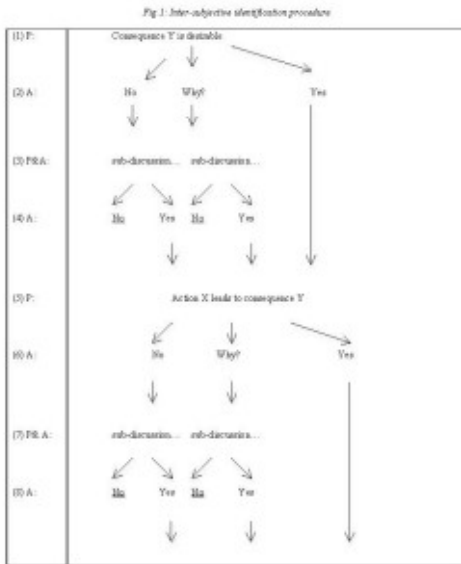 Fig 1: Inter-subjective identification procedure
(1) P: Consequence Y is desirable
(2) A: No Why? Yes
(3) P& A: sub-discussion... sub-discussion...
(4) A: No Yes No Yes
(5) P: Action X leads to consequence Y
(6) A: No Why? Yes
(7) P& A: sub-discussion... sub-discussion...
(8) A: No Yes No Yes